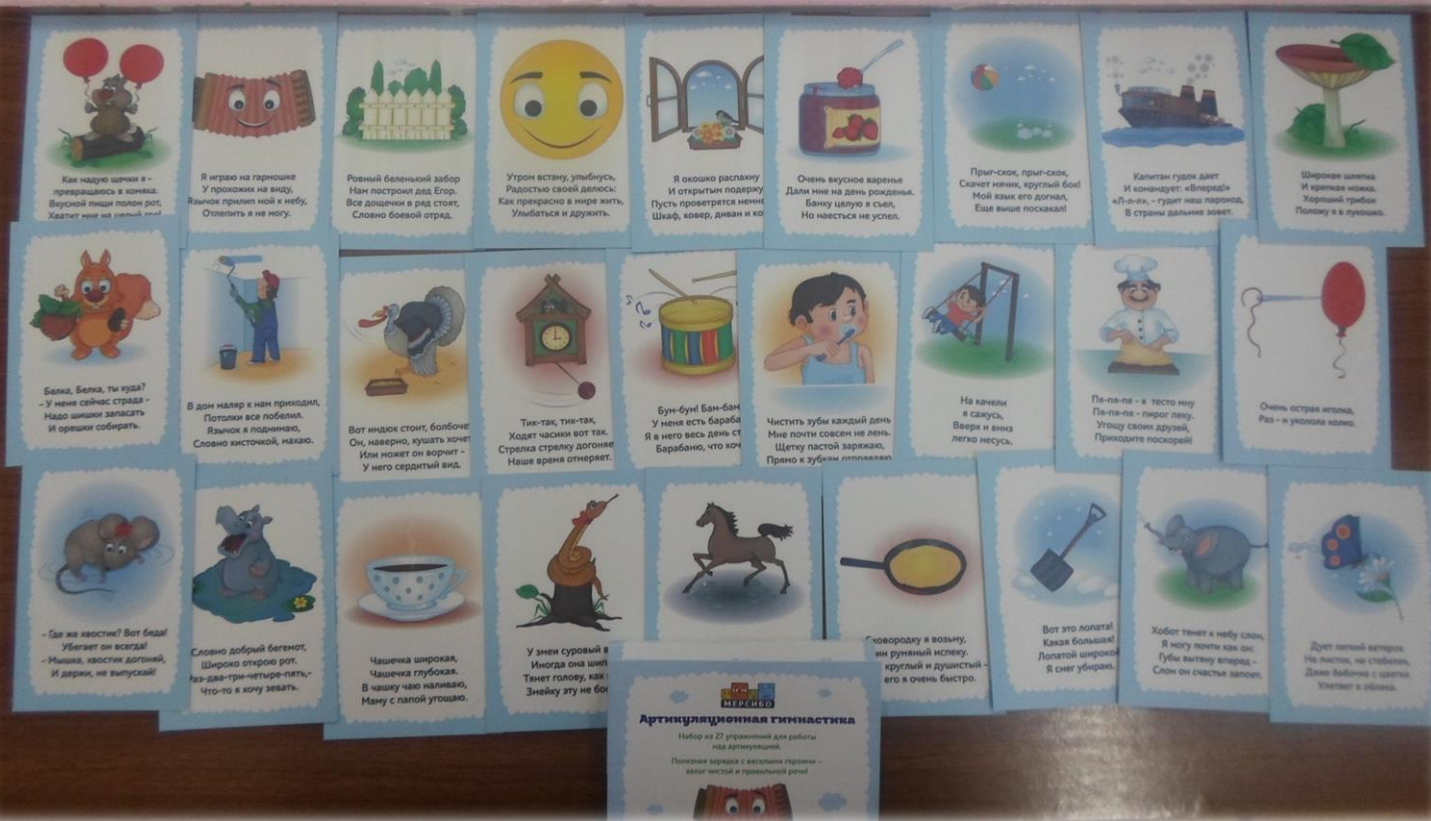 Как надую щечки я -
превращаюсь в хомяка.
Вкусной пищи полон рот,
Хватит мне на целый год!
Я играю на гармошке
У прохожих на виду,
Язычок прилип мой к небу,
Отлепить я не могу.
Ровный беленький забор
Нам построил дед Егор.
Все дощечки в ряд стоят,
Словно боевой отряд.
Утром встану, улыбнусь,
Радостью своей делюсь:
Как прекрасно в мире жить,
Улыбаться и дружить.
Я окошко распахну
И открытым подержу
Пусть проветрятся
Шкаф, ковер, диван и
Очень вкусное варенье
Дали мне на день рожденья.
Банку целую я съел,
Но наесться не успел.
Прыг-скок, прыг-скок,
Скачет мячик, круглый бок!
Мой язык его догнал,
Еще выше поскакал!
Капитан гудок дает
И командует: «Вперед!»
«Л-л-л», - гудит наш пароход,
В страны дальние зовет.
Широкая шляпка
И крепкая ножка.
Хороший грибок
Положу я в лукошко.
Белка, Белка, ты куда?
- У меня сейчас страда -
Надо шишки запасать
И орешки собирать.
В дом маляр к нам приходил,
Потолки все побелил.
Язычок я поднимаю,
Словно кисточкой, махаю.
Вот индюк стоит, болточе
Он, наверно, кушать хочет
Или может он ворчит -
У него сердитый вид.
Тик-так, тик-так,
Ходят часики вот так.
Стрелка стрелку догоняе
Наше время отмеряет.
Бун-бун! Бам-бам
У меня есть бараба
Я в него весь день ст
Барабаню, что хоч
Чистить зубы каждый день
Мне почти совсем не лень.
Щетку пастой заряжаю,
Прямо к зубкам отправляю
На качели
я сажусь,
Вверх и вниз
легко несусь.
Пя-пя-пя - я тесто мну
Пя-пя-пя - пирог пеку.
Угощу своих друзей,
Приходите поскорей!
Очень острая иголка,
Раз - и уколола колко.
- Где же хвостик? Вот беда!
Убегает он всегда!
- Мышка, хвостик догоняй,
И держи, не выпускай!
Словно добрый бегемот,
Широко открою рот.
Раз-два-три-четыре-пять,-
Что-то я хочу зевать.
Чашечка широкая,
Чашечка глубокая.
В чашку чаю наливаю,
Маму с папой угощаю.
У змеи суровый в
Иногда она шип
Тянет голову, как
Змейку эту не бо
Сковородку я возьму,
ин румяный испеку.
круглый и душистый -
его я очень быстро.
Вот это лопата!
Какая большая!
Лопатой широкой
Я снег убираю.
Хобот тянет к небу слон,
Я могу почти как он:
Губы вытяну вперед -
Слон он счастье запоет.
Дует легкий ветерок
На листок, на стебелек,
Даже бабочка с цветка
Улетает в облака.
МЕРСИБО
Артикуляционная гимнастика
Набор из 27 упражнений для работы
над артикуляцией.
Полезная зарядка с веселыми героями -
залог чистой и правильной речи!